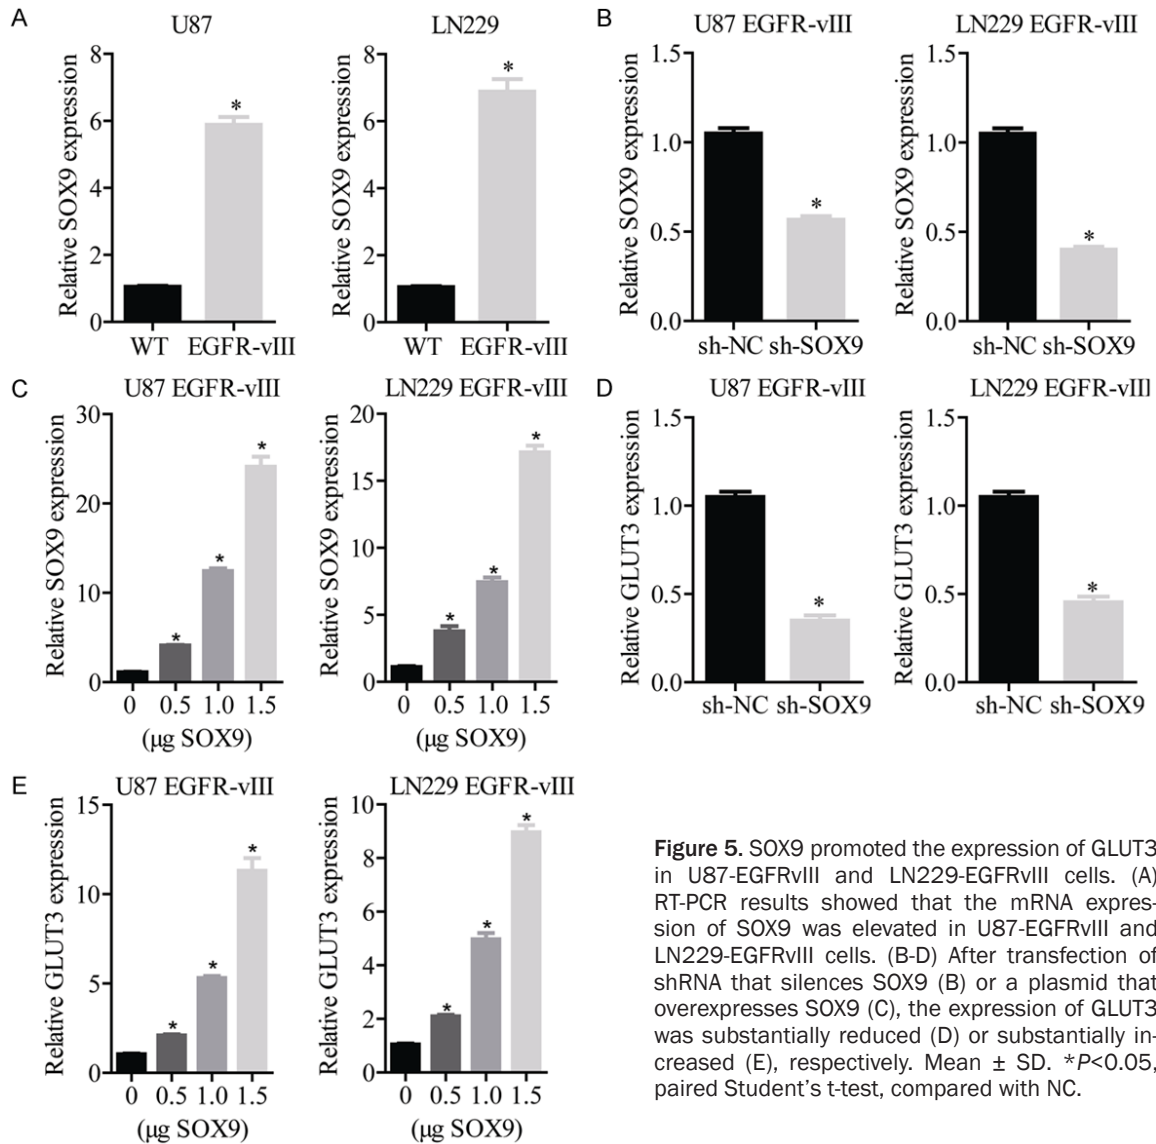 A
U87
Relative SOX9 expression
8
6
4
2
0
*
WT EGFR-vIII
LN229
Relative SOX9 expression
8
6
4
2
0
*
WT EGFR-vIII
B
U87 EGFR-vIII
Relative SOX9 expression
1.5
1.0
0.5
0.0
*
sh-NC sh-SOX9
LN229 EGFR-vIII
Relative SOX9 expression
1.5
1.0
0.5
0.0
*
sh-NC sh-SOX9
C
U87 EGFR-vIII
Relative SOX9 expression
30
20
10
0
* * *
0 0.5 1.0 1.5
(μg SOX9)
LN229 EGFR-vIII
Relative SOX9 expression
20
15
10
5
0
* * *
0 0.5 1.0 1.5
(μg SOX9)
D
U87 EGFR-vIII
Relative GLUT3 expression
1.5
1.0
0.5
0.0
*
sh-NC sh-SOX9
LN229 EGFR-vIII
Relative GLUT3 expression
1.5
1.0
0.5
0.0
*
sh-NC sh-SOX9
E
U87 EGFR-vIII
Relative GLUT3 expression
15
10
5
0
* * *
0 0.5 1.0 1.5
(μg SOX9)
LN229 EGFR-vIII
Relative GLUT3 expression
10
8
6
4
2
0
* * *
0 0.5 1.0 1.5
(μg SOX9)
Figure 5. SOX9 promoted the expression of GLUT3
in U87-EGFRvIII and LN229-EGFRvIII cells. (A)
RT-PCR results showed that the mRNA expres-
sion of SOX9 was elevated in U87-EGFRvIII and
LN229-EGFRvIII cells. (B-D) After transfection of
shRNA that silences SOX9 (B) or a plasmid that
overexpresses SOX9 (C), the expression of GLUT3
was substantially reduced (D) or substantially in-
creased (E), respectively. Mean ± SD. *P<0.05,
paired Student's t-test, compared with NC.